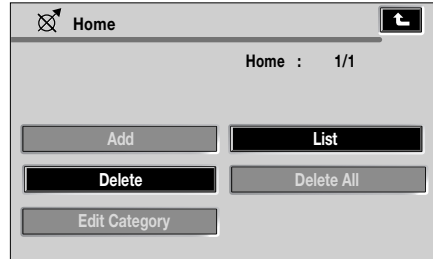 Home
Home : 1/1
Add
List
Delete
Delete All
Edit Category